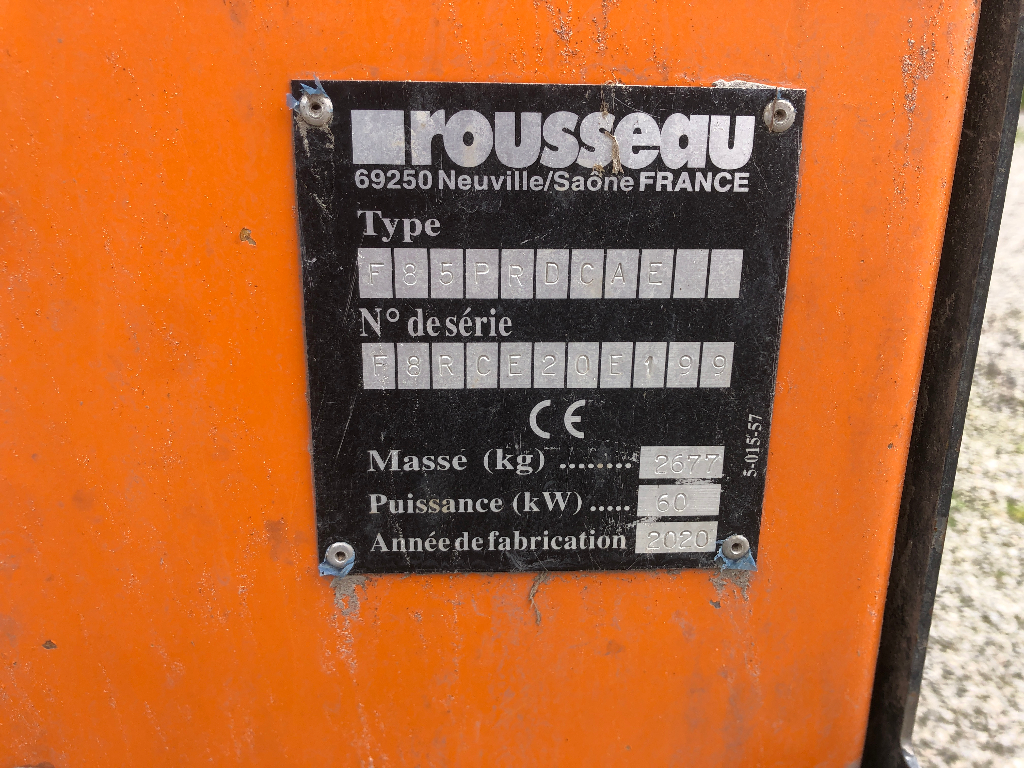 rousseau
69250 Neuville/Saône FRANCE
Type
F85PRDCAE
N° de série
F8RCE20E199
CE
Masse (kg) ......... 2677
Puissance (kW) ..... 60
Année de fabrication 2020
5-015-57